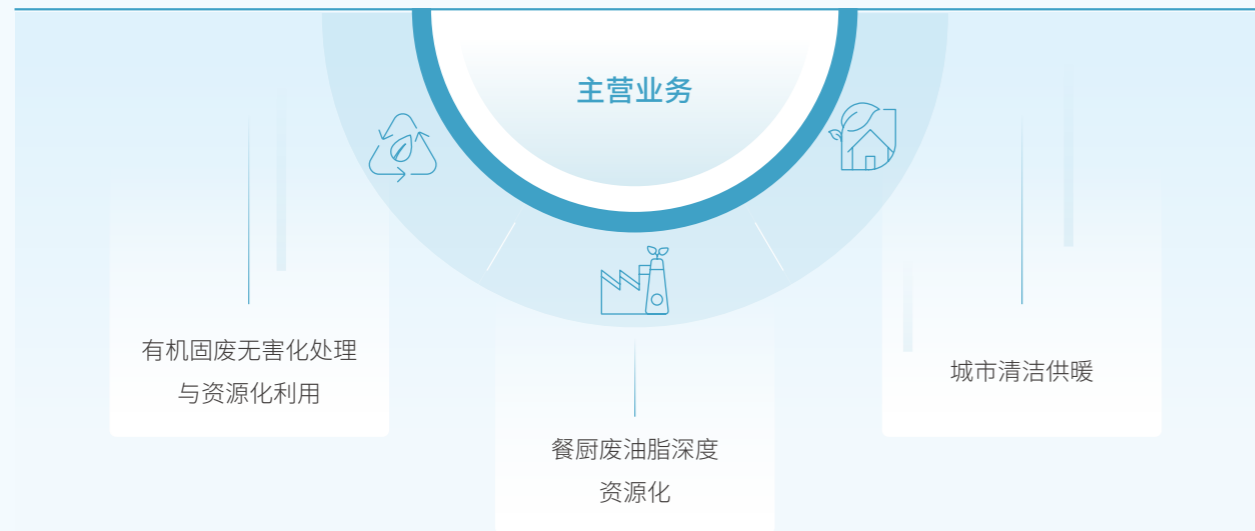 主营业务
有机固废无害化处理
与资源化利用
餐厨废油脂深度
资源化
城市清洁供暖